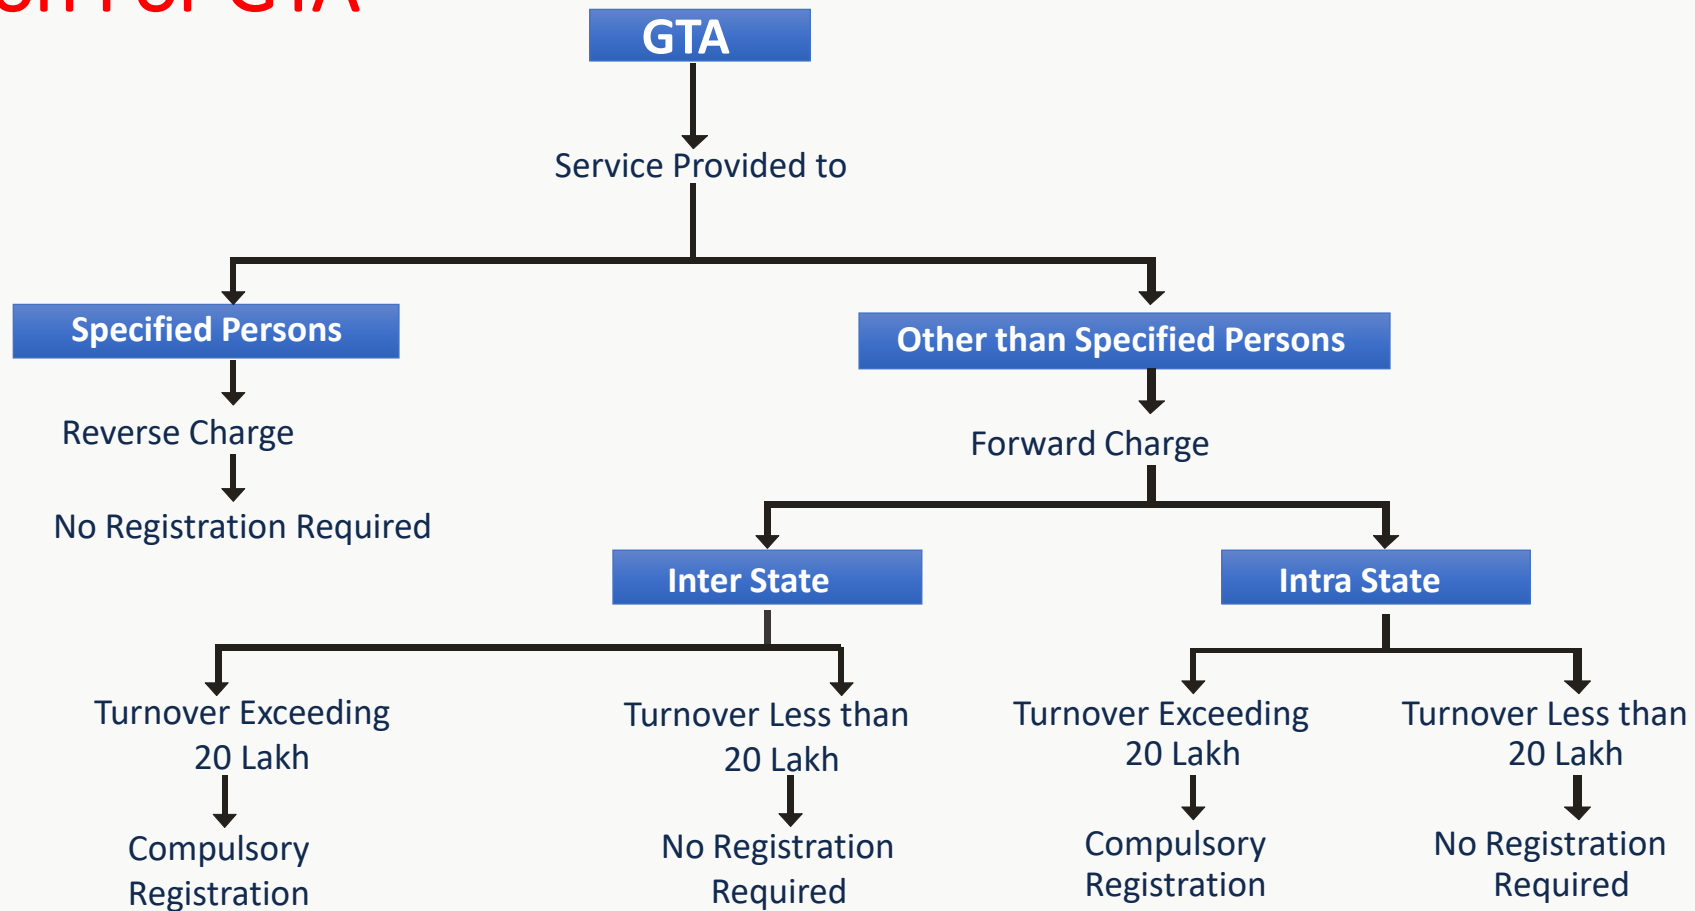 For GTA
GTA
Service Provided to
Specified Persons
Other than Specified Persons
Reverse Charge
Forward Charge
No Registration Required
Inter State
Intra State
Turnover Exceeding
20 Lakh
Turnover Less than
20 Lakh
Turnover Exceeding
20 Lakh
Turnover Less than
20 Lakh
Compulsory
Registration
No Registration
Required
Compulsory
Registration
No Registration
Required